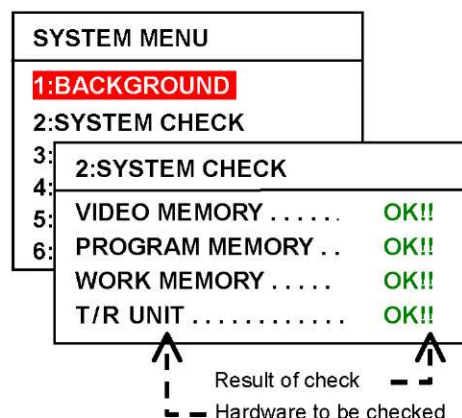 SYSTEM MENU
1:BACKGROUND
2:SYSTEM CHECK
3:
4:
5:
6:
2:SYSTEM CHECK
VIDEO MEMORY ...... OK!!
PROGRAM MEMORY .. OK!!
WORK MEMORY ..... OK!!
T/R UNIT ............ OK!!
Result of check
Hardware to be checked